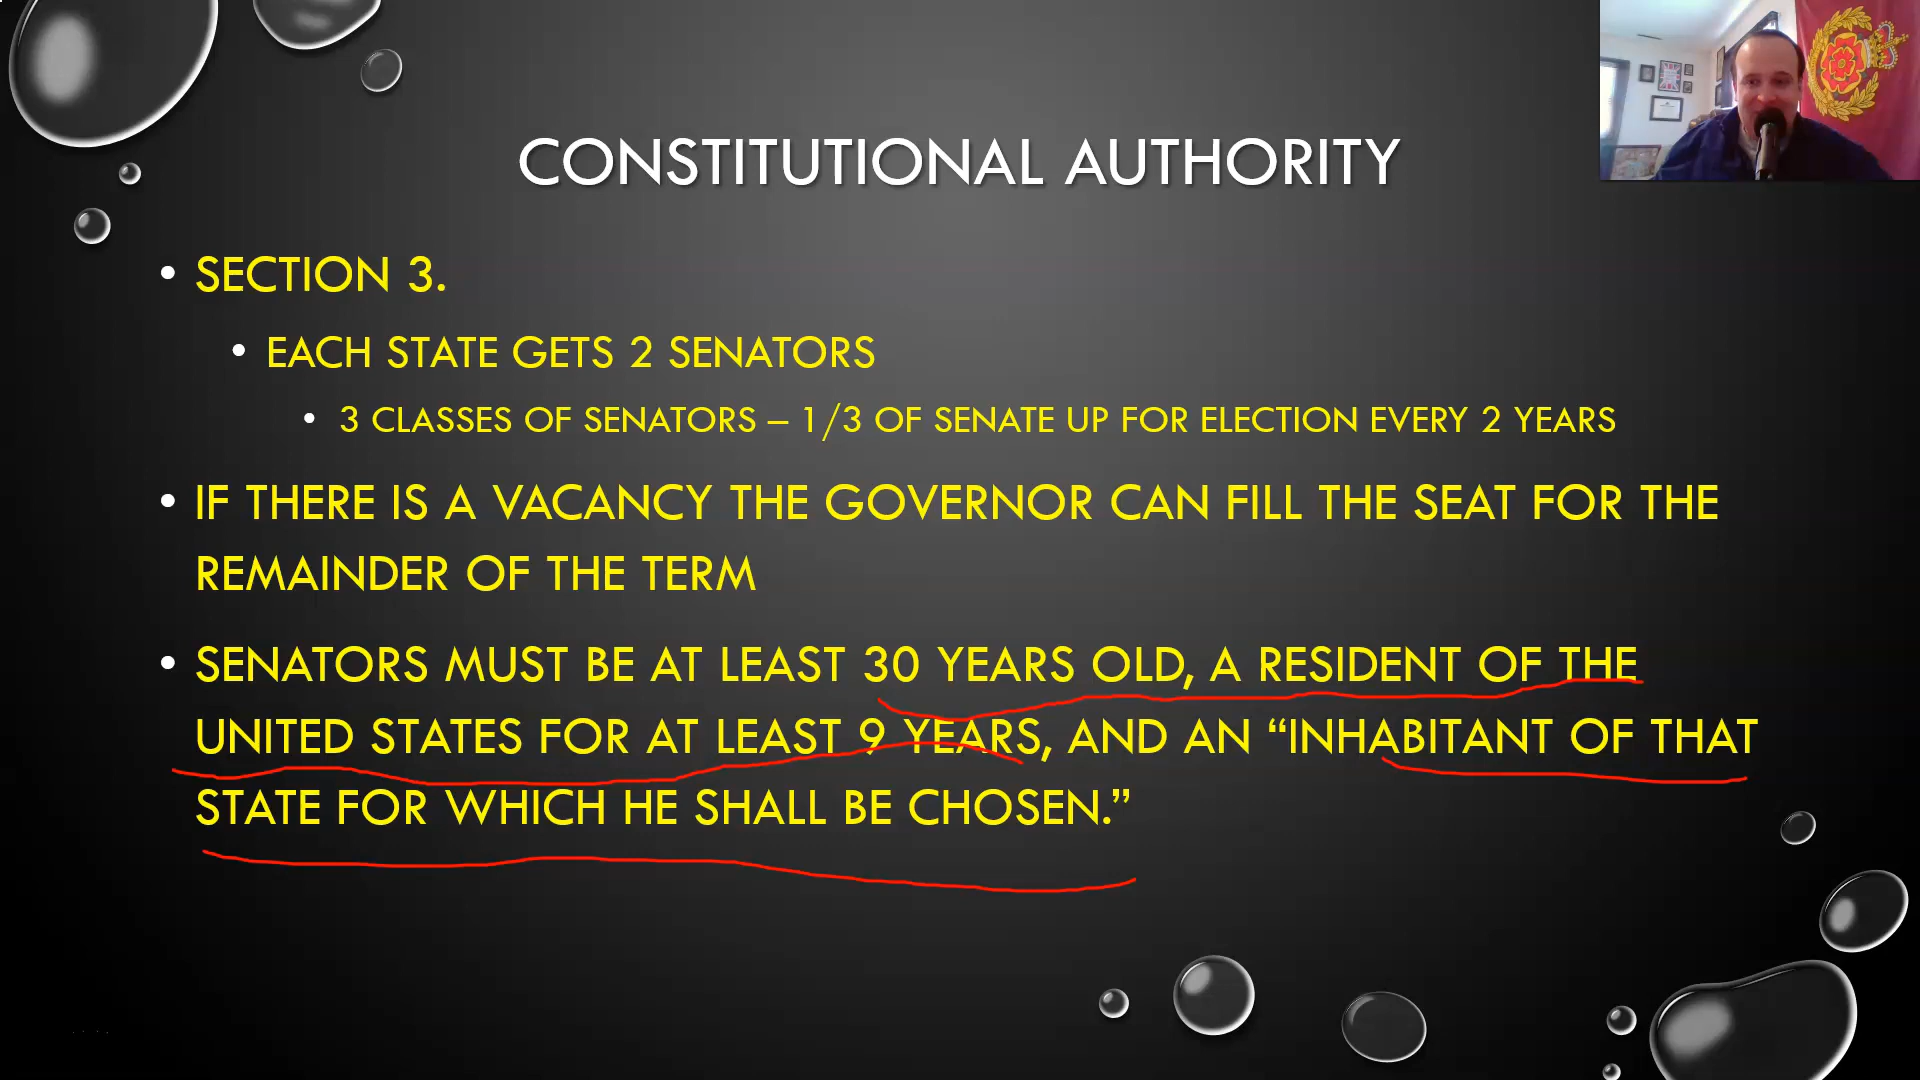 CONSTITUTIONAL AUTHORITY
• SECTION 3.
• EACH STATE GETS 2 SENATORS
• 3 CLASSES OF SENATORS – 1/3 OF SENATE UP FOR ELECTION EVERY 2 YEARS
• IF THERE IS A VACANCY THE GOVERNOR CAN FILL THE SEAT FOR THE
REMAINDER OF THE TERM
• SENATORS MUST BE AT LEAST 30 YEARS OLD, A RESIDENT OF THE
UNITED STATES FOR AT LEAST 9 YEARS, AND AN “INHABITANT OF THAT
STATE FOR WHICH HE SHALL BE CHOSEN.”